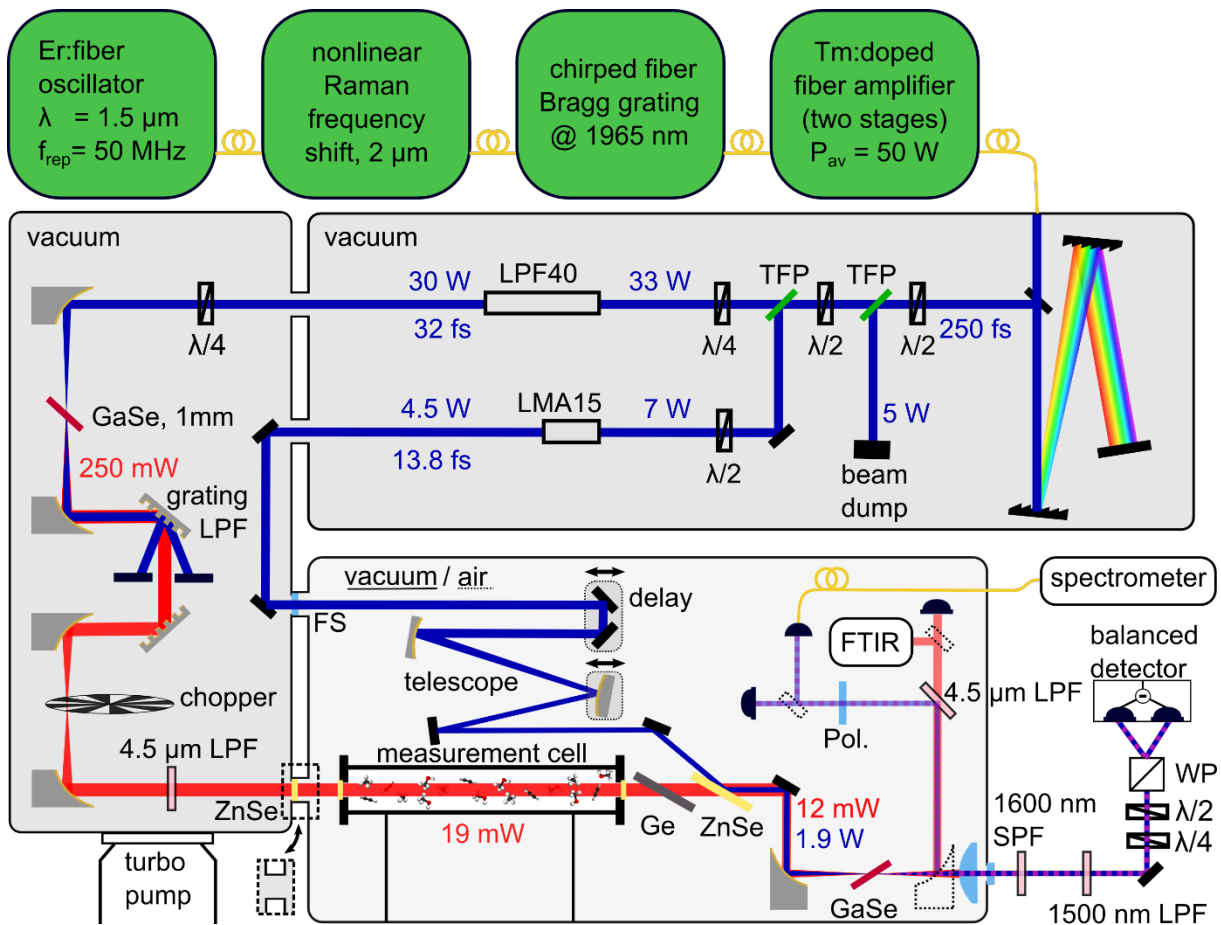 Er:fiber
oscillator
λ = 1.5 µm
f_rep = 50 MHz
nonlinear
Raman
frequency
shift, 2 µm
chirped fiber
Bragg grating
@ 1965 nm
Tm:doped
fiber amplifier
(two stages)
P_av = 50 W
vacuum
vacuum
30 W
LPF40
33 W
TFP
TFP
32 fs
λ/4
λ/4
λ/2
λ/2
250 fs
GaSe, 1mm
4.5 W
LMA15
7 W
5 W
250 mW
13.8 fs
λ/2
beam
dump
grating
LPF
vacuum / air
delay
spectrometer
FS
telescope
FTIR
balanced
detector
chopper
4.5 µm LPF
Pol.
4.5 µm LPF
measurement cell
WP
ZnSe
19 mW
Ge
ZnSe
12 mW
1.9 W
1600 nm
SPF
λ/2
λ/4
turbo
pump
GaSe
1500 nm LPF